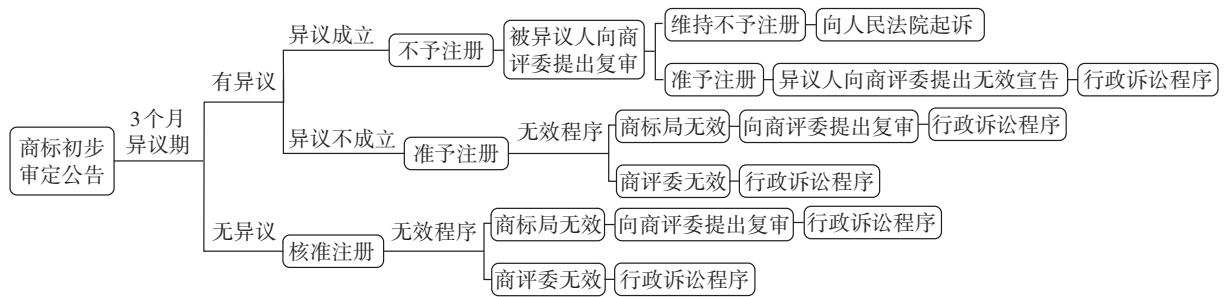 商标初步
审定公告
3个月
异议期
有异议
异议成立
不予注册
被异议人向商
评委提出复审
维持不予注册
向人民法院起诉
准予注册
异议人向商评委提出无效宣告
行政诉讼程序
异议不成立
准予注册
无效程序
商标局无效
向商评委提出复审
行政诉讼程序
商评委无效
行政诉讼程序
无异议
核准注册
无效程序
商标局无效
向商评委提出复审
行政诉讼程序
商评委无效
行政诉讼程序